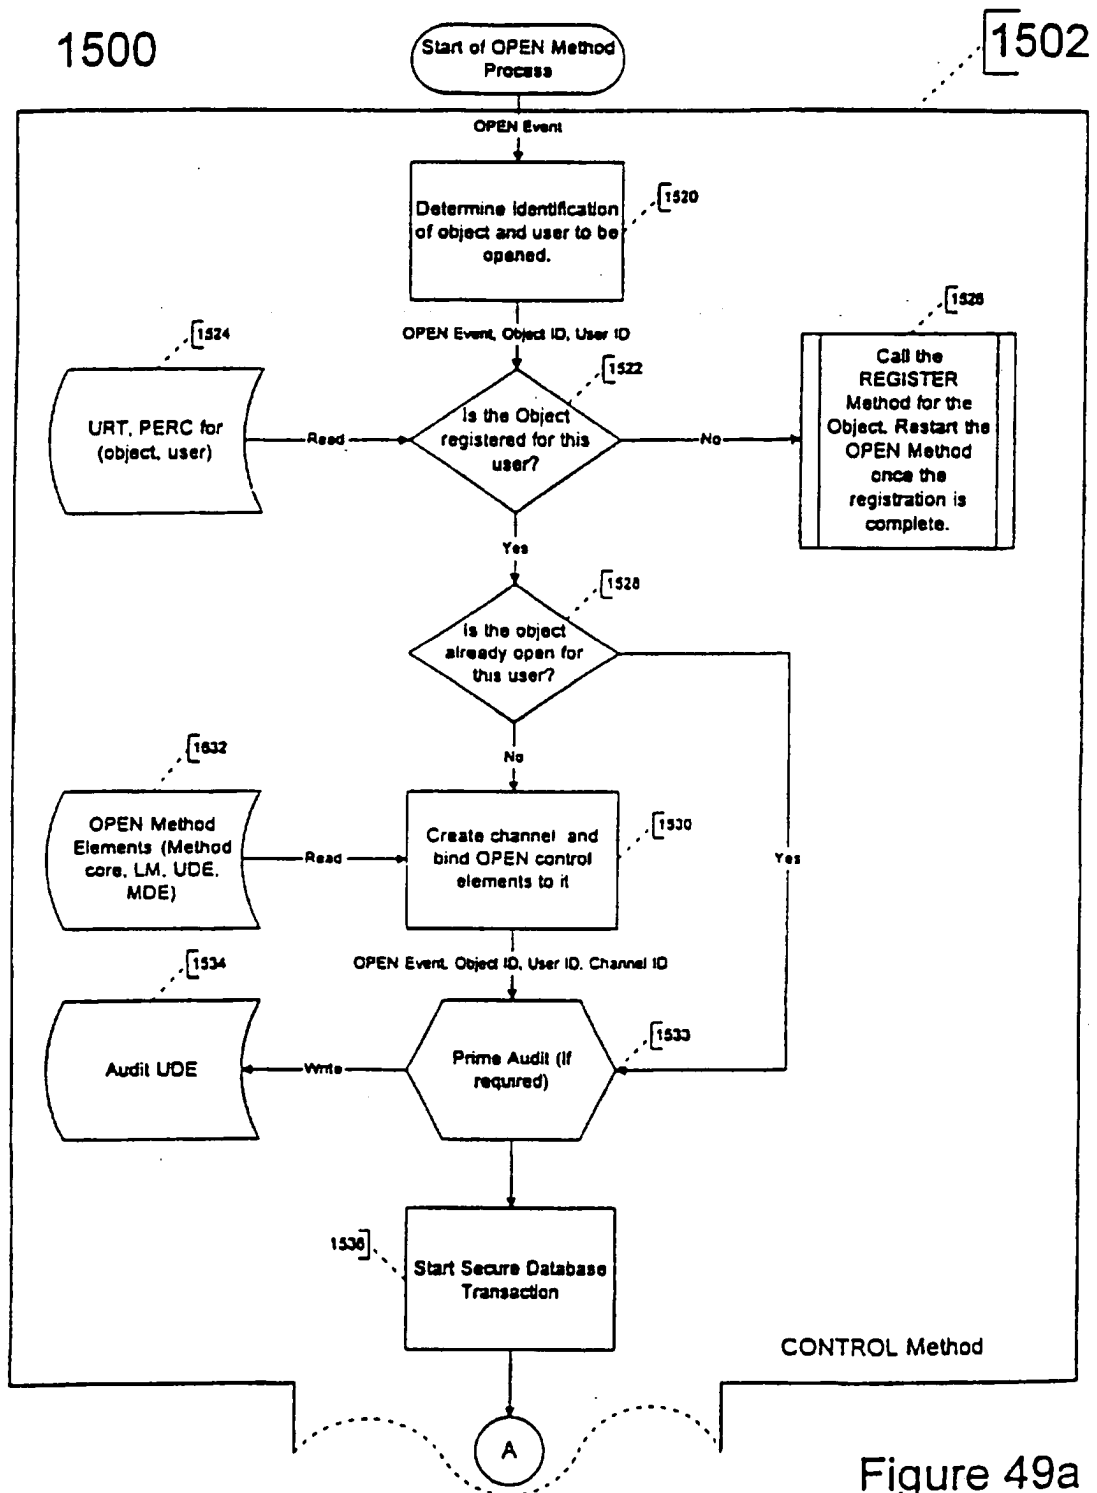 1500
Start of OPEN Method
Process
1502
OPEN Event
Determine identification
of object and user to be
opened.
1520
OPEN Event, Object ID, User ID
1524
URT, PERC for
(object, user)
Read
Is the Object
registered for this
user?
1522
No
1526
Call the
REGISTER
Method for the
Object. Restart the
OPEN Method
once the
registration is
complete.
Yes
Is the object
already open for
this user?
1528
No
Yes
1532
OPEN Method
Elements (Method
core, LM, UDE,
MDE)
Read
Create channel and
bind OPEN control
elements to it
1530
OPEN Event, Object ID, User ID, Channel ID
1534
Audit UDE
Write
Prime Audit (if
required)
1533
1536
Start Secure Database
Transaction
CONTROL Method
A
Figure 49a